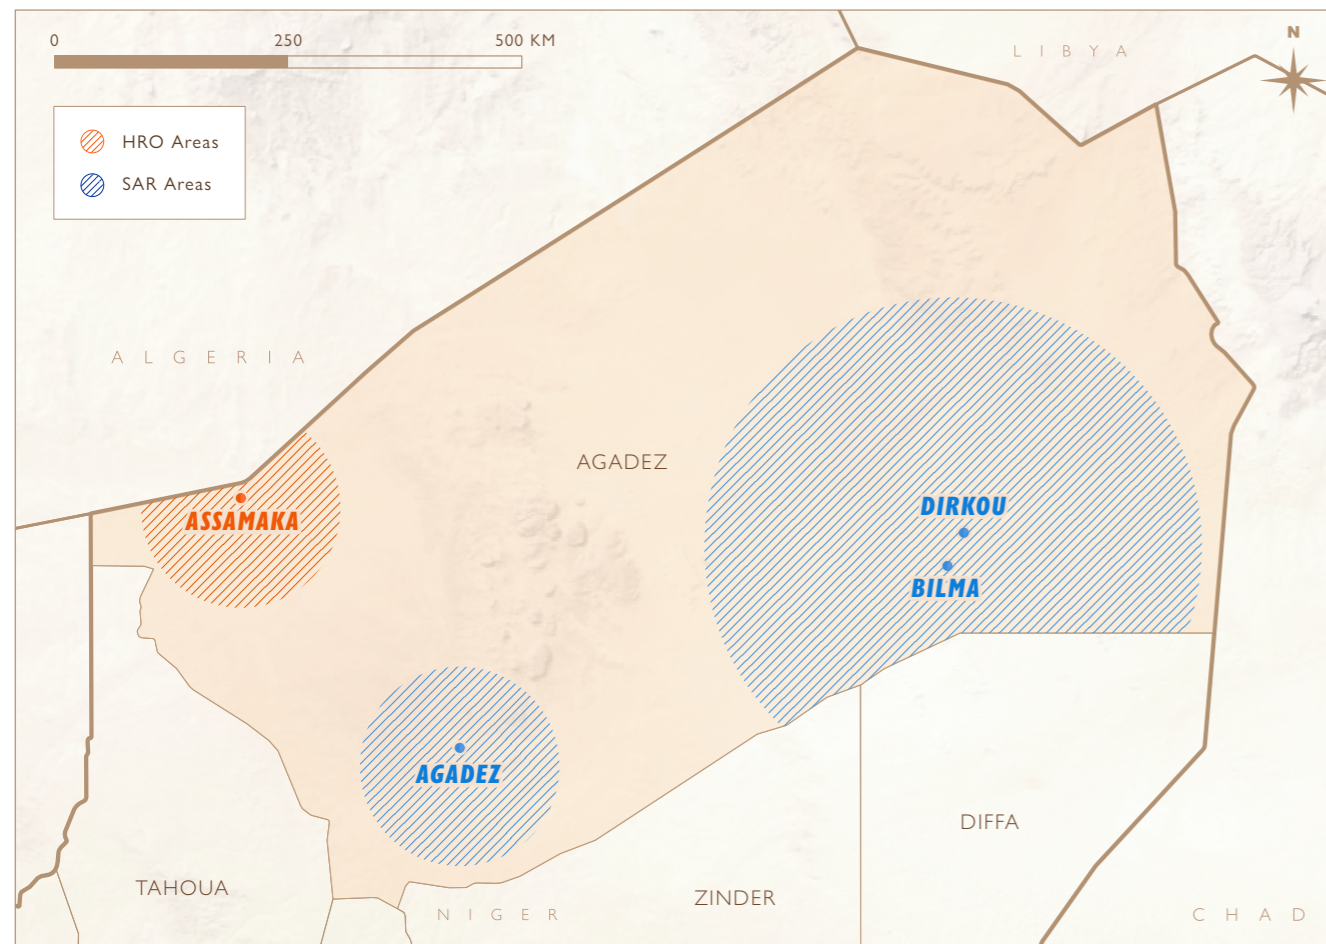 0 250 500 KM
N
LIBYA
HRO Areas
SAR Areas
ALGERIA
AGADEZ
ASSAMAKA
DIRKOU
BILMA
AGADEZ
DIFFA
TAHOUA
ZINDER
NIGER
CHAD